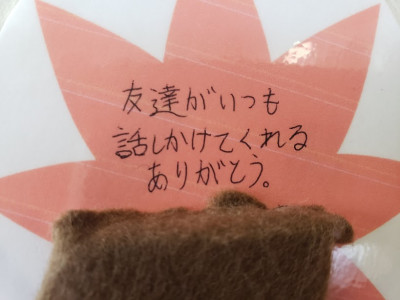 友達がいつも
話しかけてくれる
ありがとう。